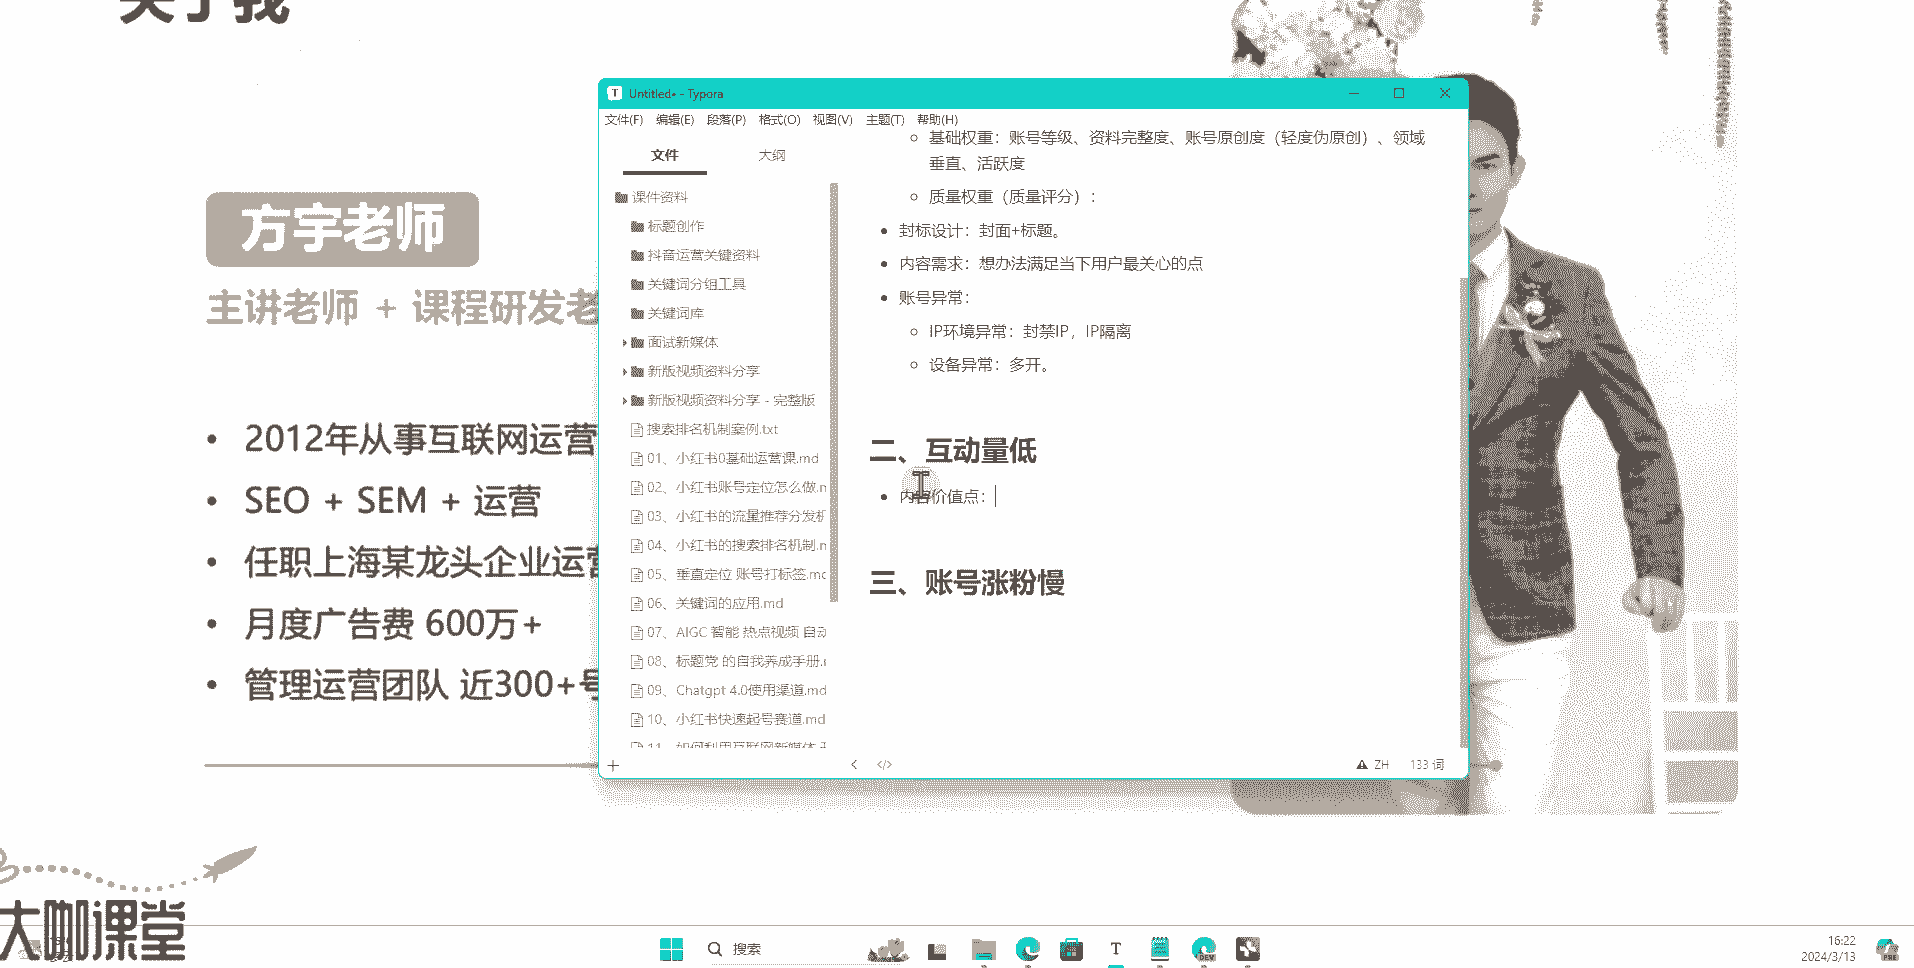 关于我
方宇老师
主讲老师 + 课程研发老
2012年从事互联网运营
SEO + SEM + 运营
任职上海某龙头企业运营
月度广告费 600万+
管理运营团队 近300+号
Untitled• - Typora
文件(F) 编辑(E) 段落(P) 格式(O) 视图(V) 主题(T) 帮助(H)
文件 大纲
课件资料
标题创作
抖音运营关键资料
关键词分组工具
关键词库
面试新媒体
新版视频资料分享
新版视频资料分享 - 完整版
搜索排名机制案例.txt
01、小红书0基础运营课.md
02、小红书账号定位怎么做.m
03、小红书的流量推荐分发机
04、小红书的搜索排名机制.m
05、垂直定位 账号打标签.md
06、关键词的应用.md
07、AIGC 智能 热点视频 自动
08、标题党 的自我养成手册.m
09、Chatgpt 4.0使用渠道.md
10、小红书快速起号赛道.md
11、如何利用互联网新媒体
基础权重：账号等级、资料完整度、账号原创度（轻度伪原创）、领域
垂直、活跃度
质量权重（质量评分）：
封标设计：封面+标题。
内容需求：想办法满足当下用户最关心的点
账号异常：
IP环境异常：封禁IP，IP隔离
设备异常：多开。
二、互动量低
内容价值点：
三、账号涨粉慢
</> ZH 133 词
大咖课堂
搜索
T
DEV
16:22
2024/3/13
PRE